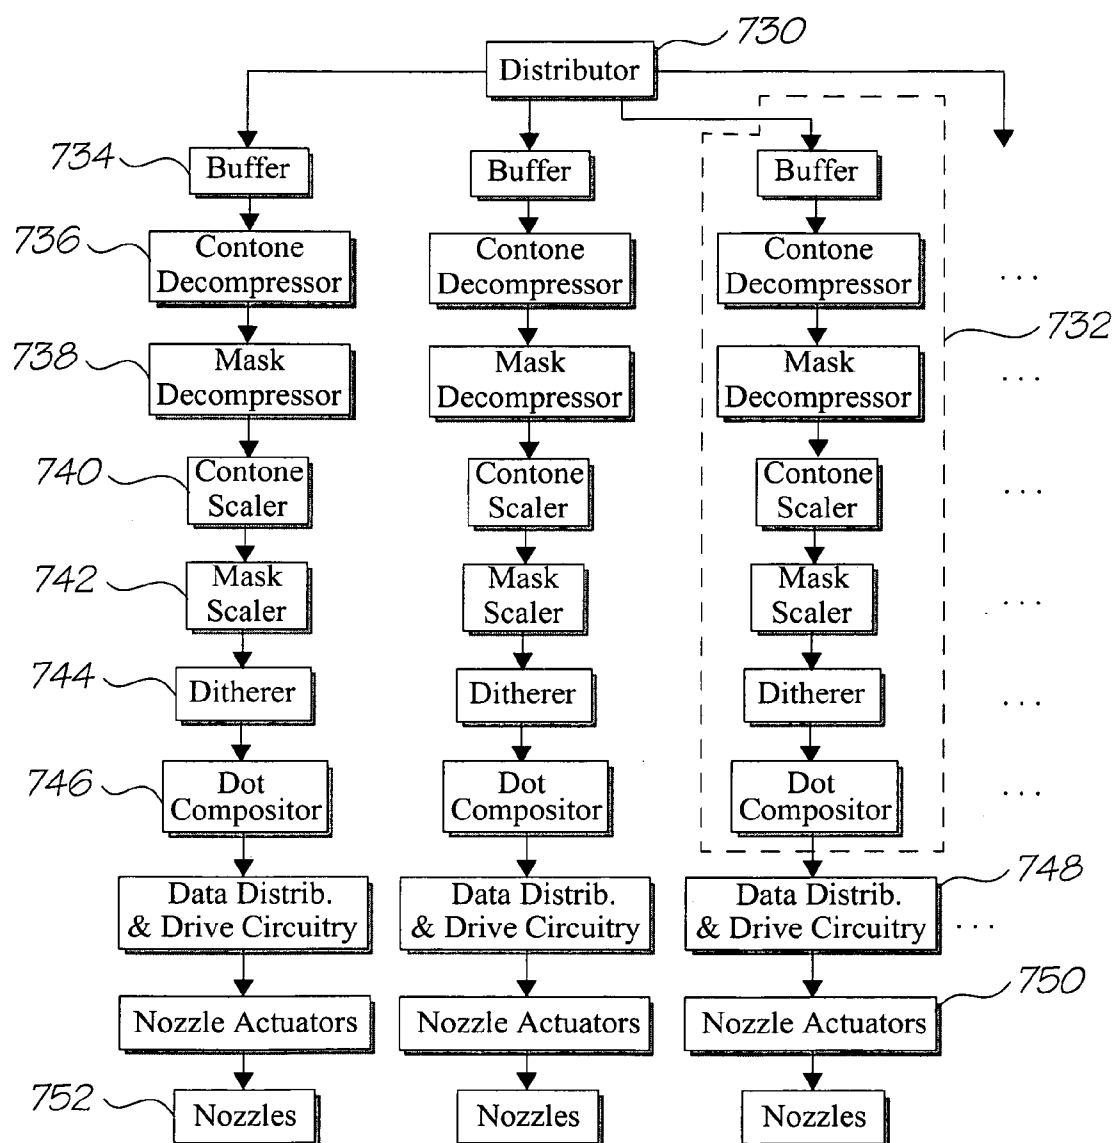 730
Distributor
734
Buffer
Buffer
Buffer
736
Contone
Decompressor
Contone
Decompressor
Contone
Decompressor
...
732
738
Mask
Decompressor
Mask
Decompressor
Mask
Decompressor
...
740
Contone
Scaler
Contone
Scaler
Contone
Scaler
...
742
Mask
Scaler
Mask
Scaler
Mask
Scaler
...
744
Ditherer
Ditherer
Ditherer
...
746
Dot
Compositor
Dot
Compositor
Dot
Compositor
...
748
Data Distrib.
& Drive Circuitry
Data Distrib.
& Drive Circuitry
Data Distrib.
& Drive Circuitry
...
750
Nozzle Actuators
Nozzle Actuators
Nozzle Actuators
752
Nozzles
Nozzles
Nozzles